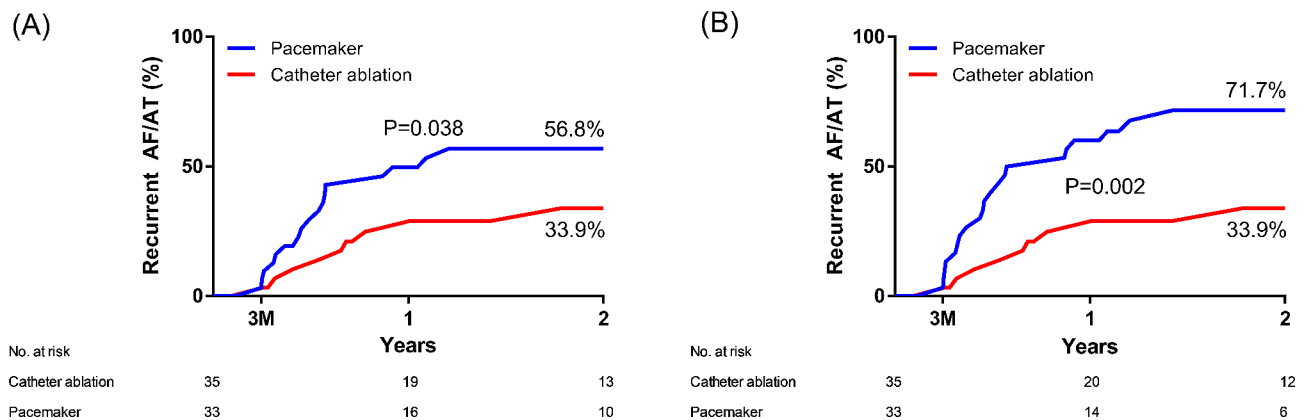 (A)
100
50
0
Recurrent AF/AT (%)
Pacemaker
Catheter ablation
P=0.038
56.8%
33.9%
3M
1
2
Years
No. at risk
Catheter ablation 35 19 13
Pacemaker 33 16 10
(B)
100
50
0
Recurrent AF/AT (%)
Pacemaker
Catheter ablation
71.7%
P=0.002
33.9%
3M
1
2
Years
No. at risk
Catheter ablation 35 20 12
Pacemaker 33 14 6